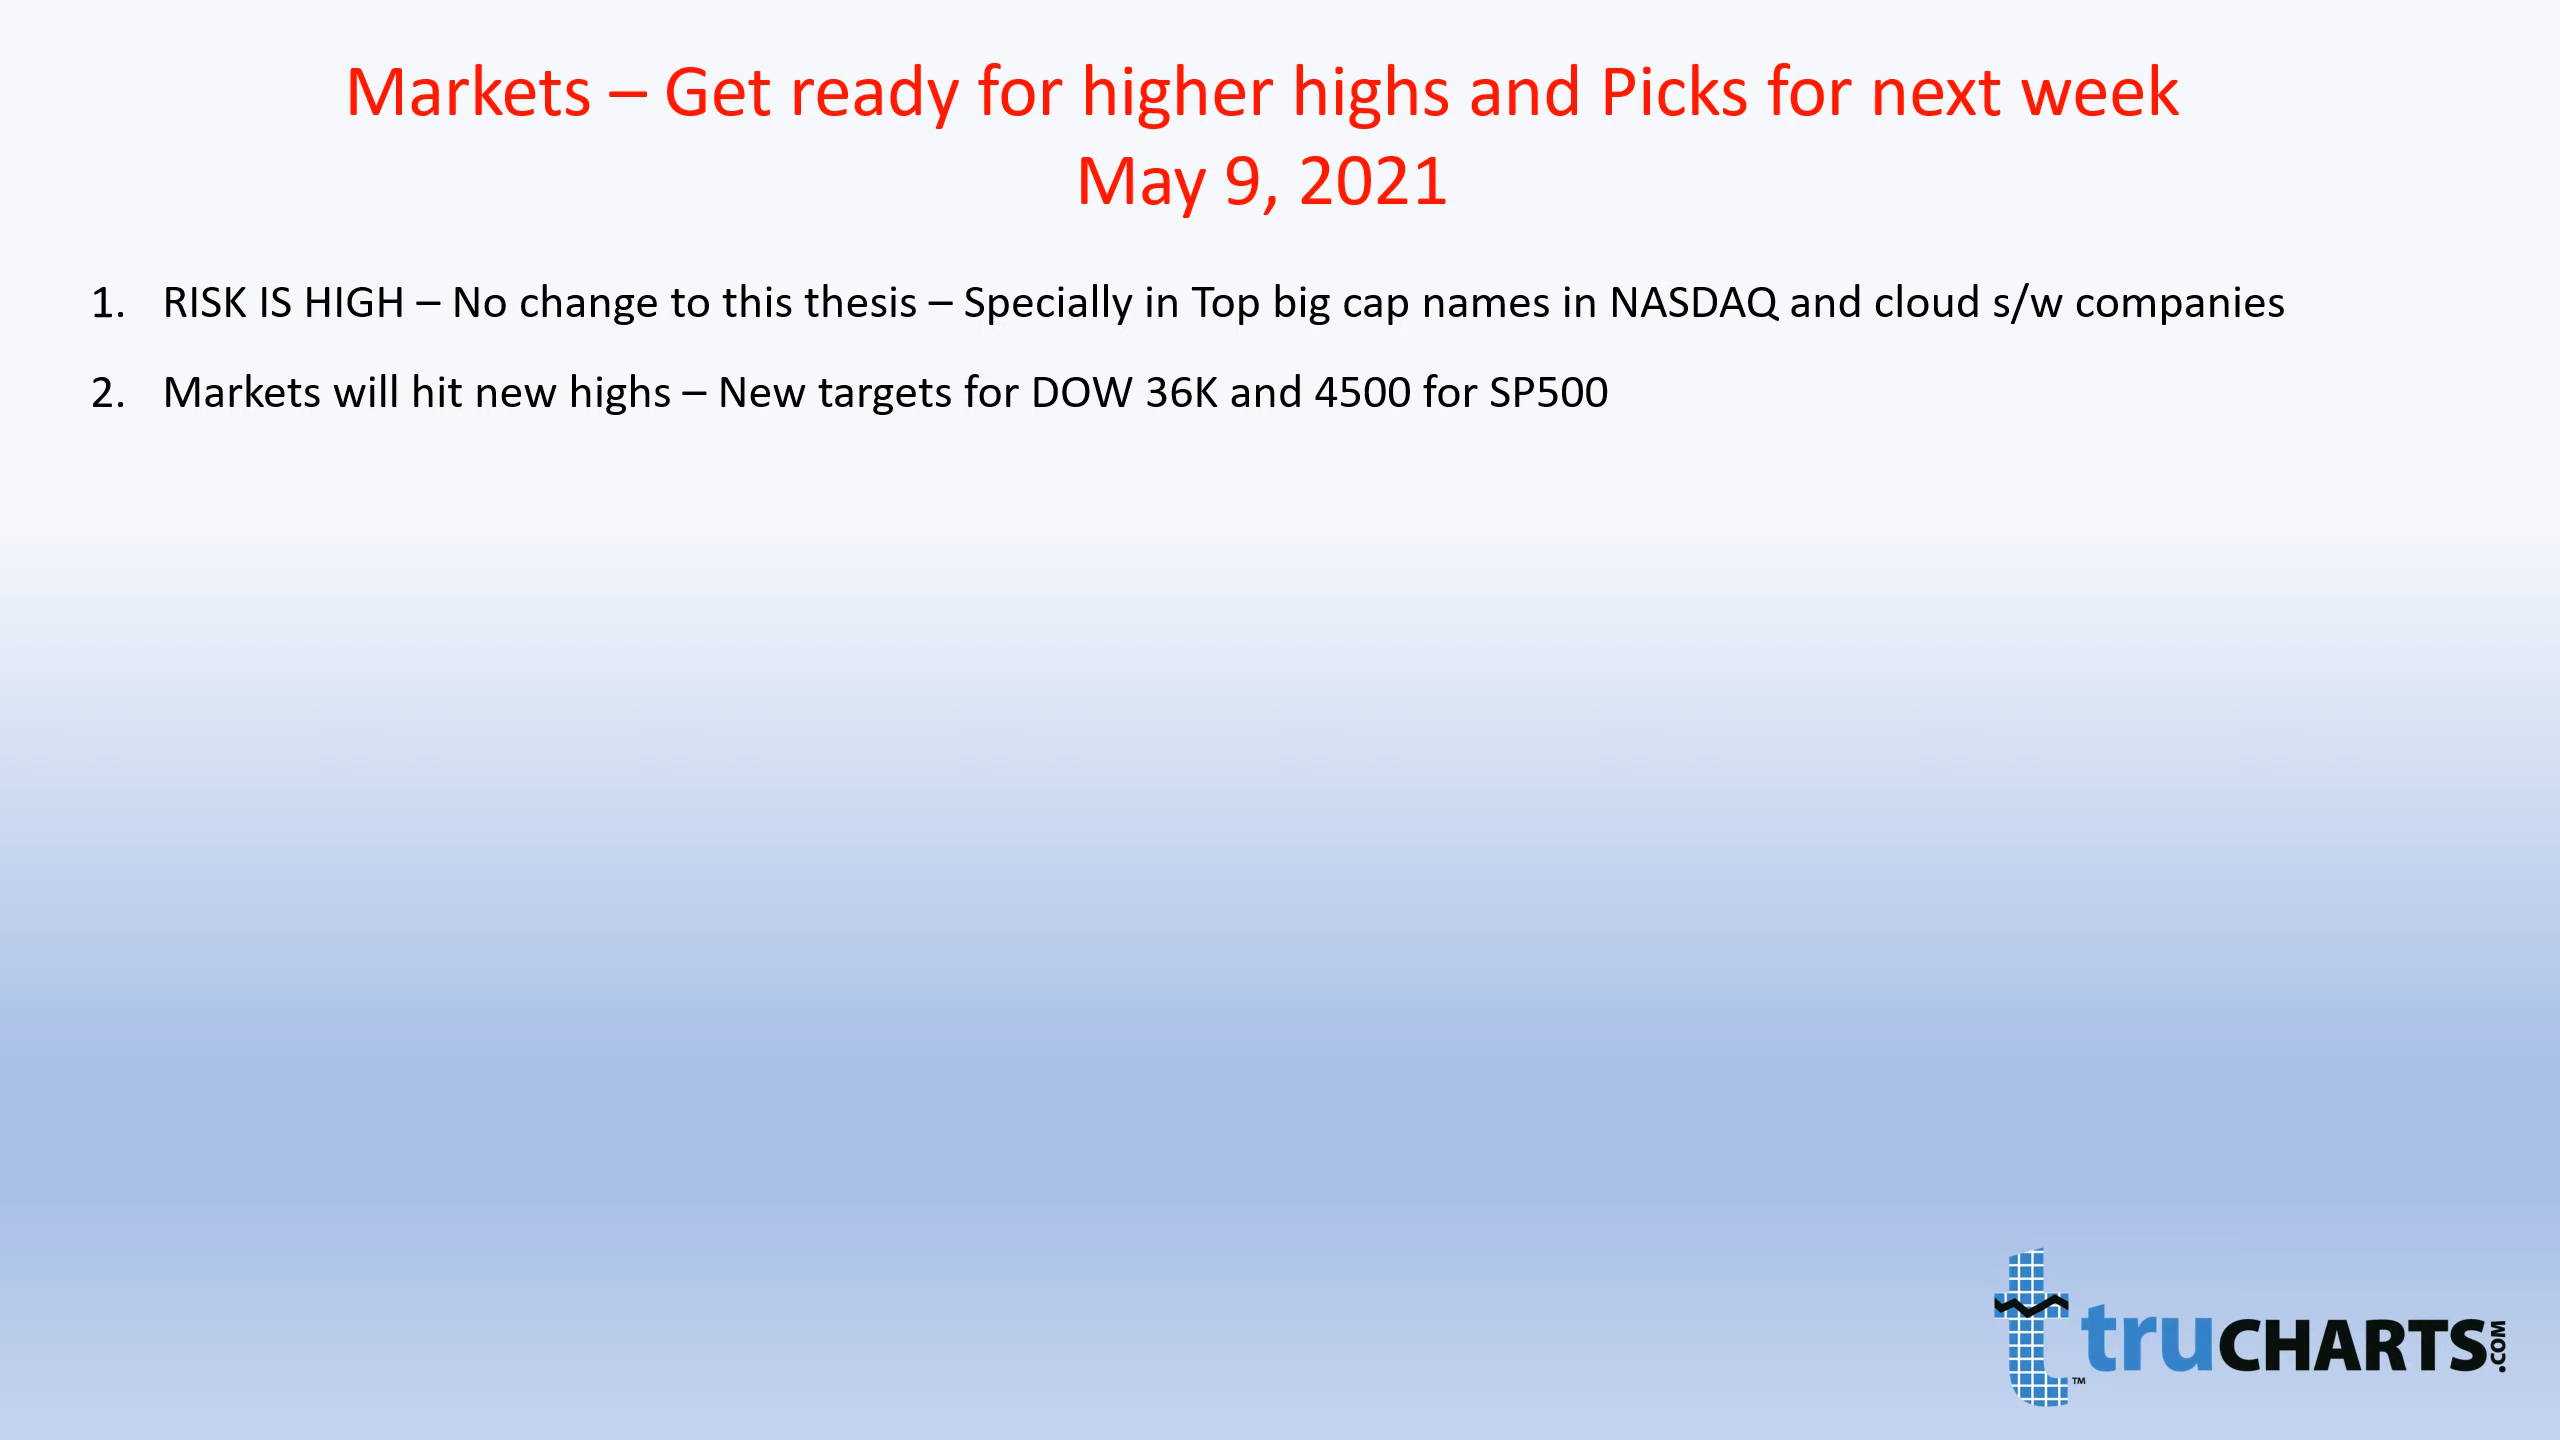 Markets – Get ready for higher highs and Picks for next week
May 9, 2021
1. RISK IS HIGH – No change to this thesis – Specially in Top big cap names in NASDAQ and cloud s/w companies
2. Markets will hit new highs – New targets for DOW 36K and 4500 for SP500
truCHARTS.COM
TM